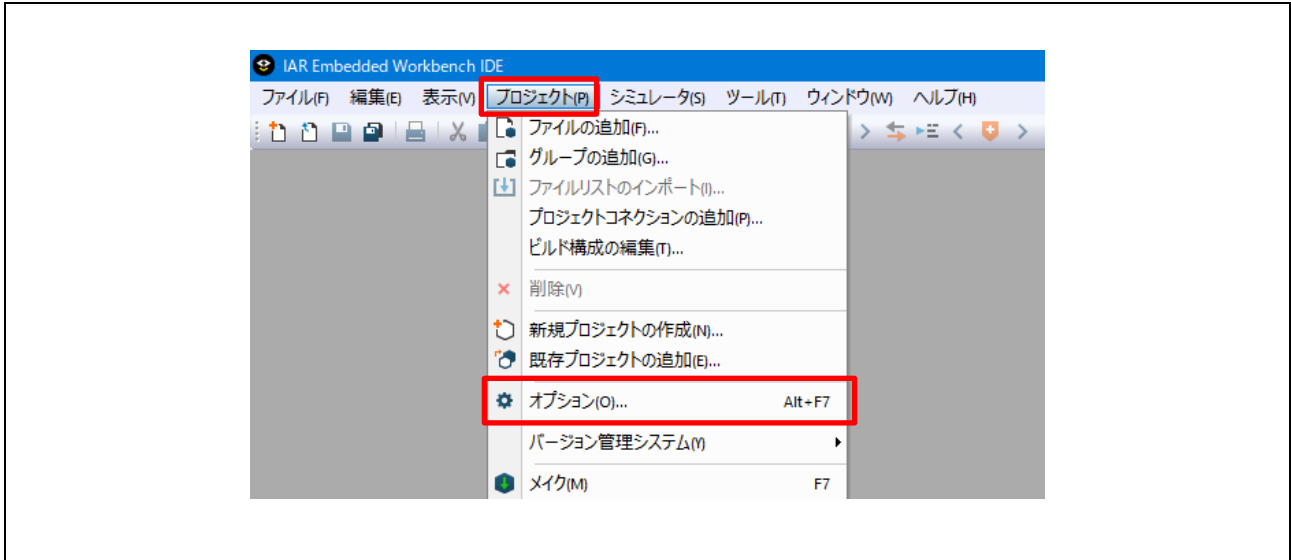 IAR Embedded Workbench IDE
ファイル(F) 編集(E) 表示(V) プロジェクト(P) シミュレータ(S) ツール(T) ウィンドウ(W) ヘルプ(H)
ファイルの追加(F)...
グループの追加(G)...
ファイルリストのインポート(I)...
プロジェクトコネクションの追加(P)...
ビルド構成の編集(T)...
削除(V)
新規プロジェクトの作成(N)...
既存プロジェクトの追加(E)...
オプション(O)... Alt+F7
バージョン管理システム(Y)
メイク(M) F7